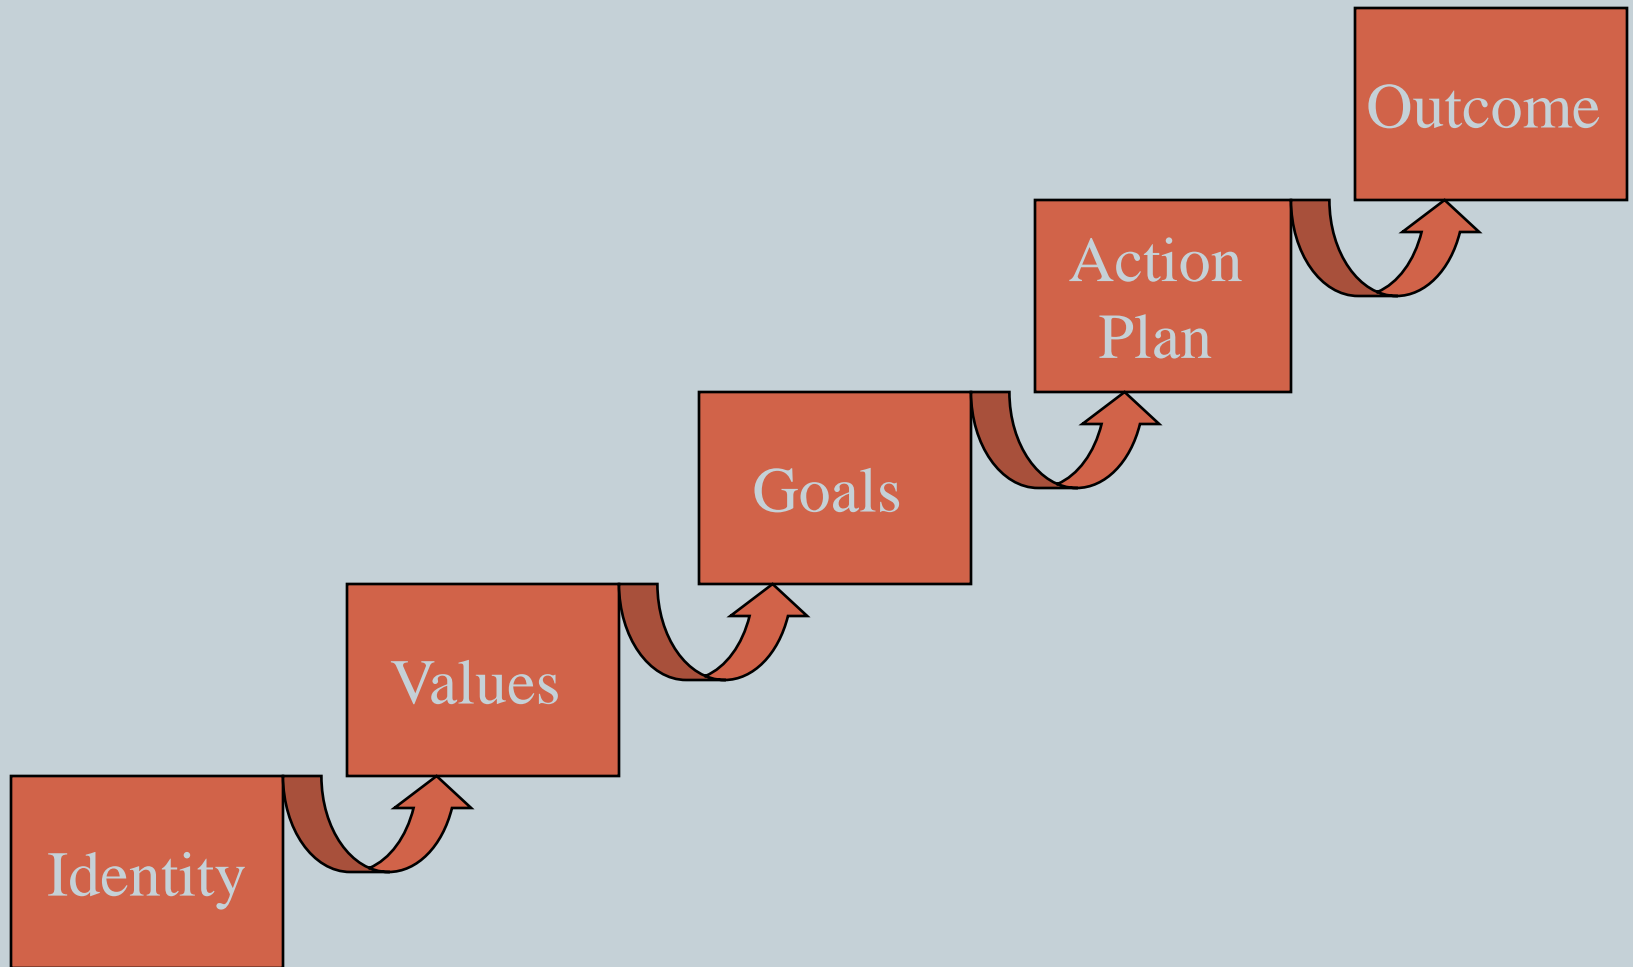 Outcome
Action
Plan
Goals
Values
Identity